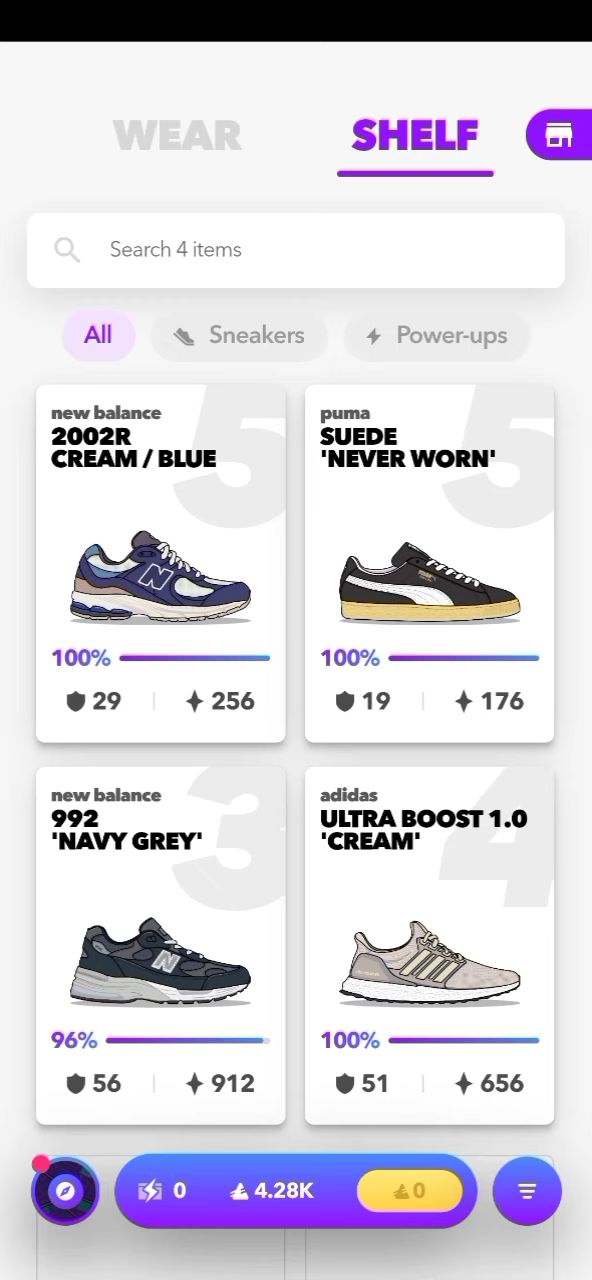 WEAR
SHELF
Search 4 items
All
Sneakers
Power-ups
5
new balance
2002R
CREAM / BLUE
N
100%
29
256
5
puma
SUEDE
'NEVER WORN'
100%
19
176
3
new balance
992
'NAVY GREY'
N
96%
56
912
4
adidas
ULTRA BOOST 1.0
'CREAM'
100%
51
656
0
4.28K
0